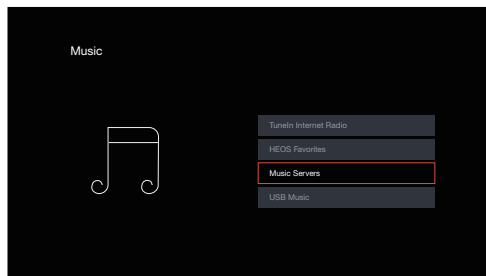 Music
TuneIn Internet Radio
HEOS Favorites
Music Servers
USB Music